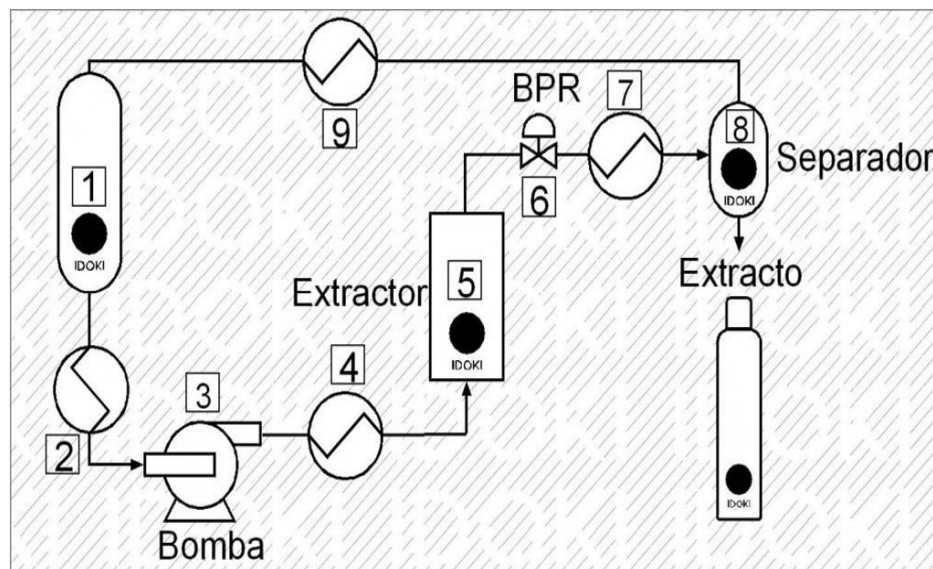 9
BPR
7
8
IDOKI
Separador
6
1
IDOKI
Extracto
Extractor
5
IDOKI
4
3
2
IDOKI
Bomba